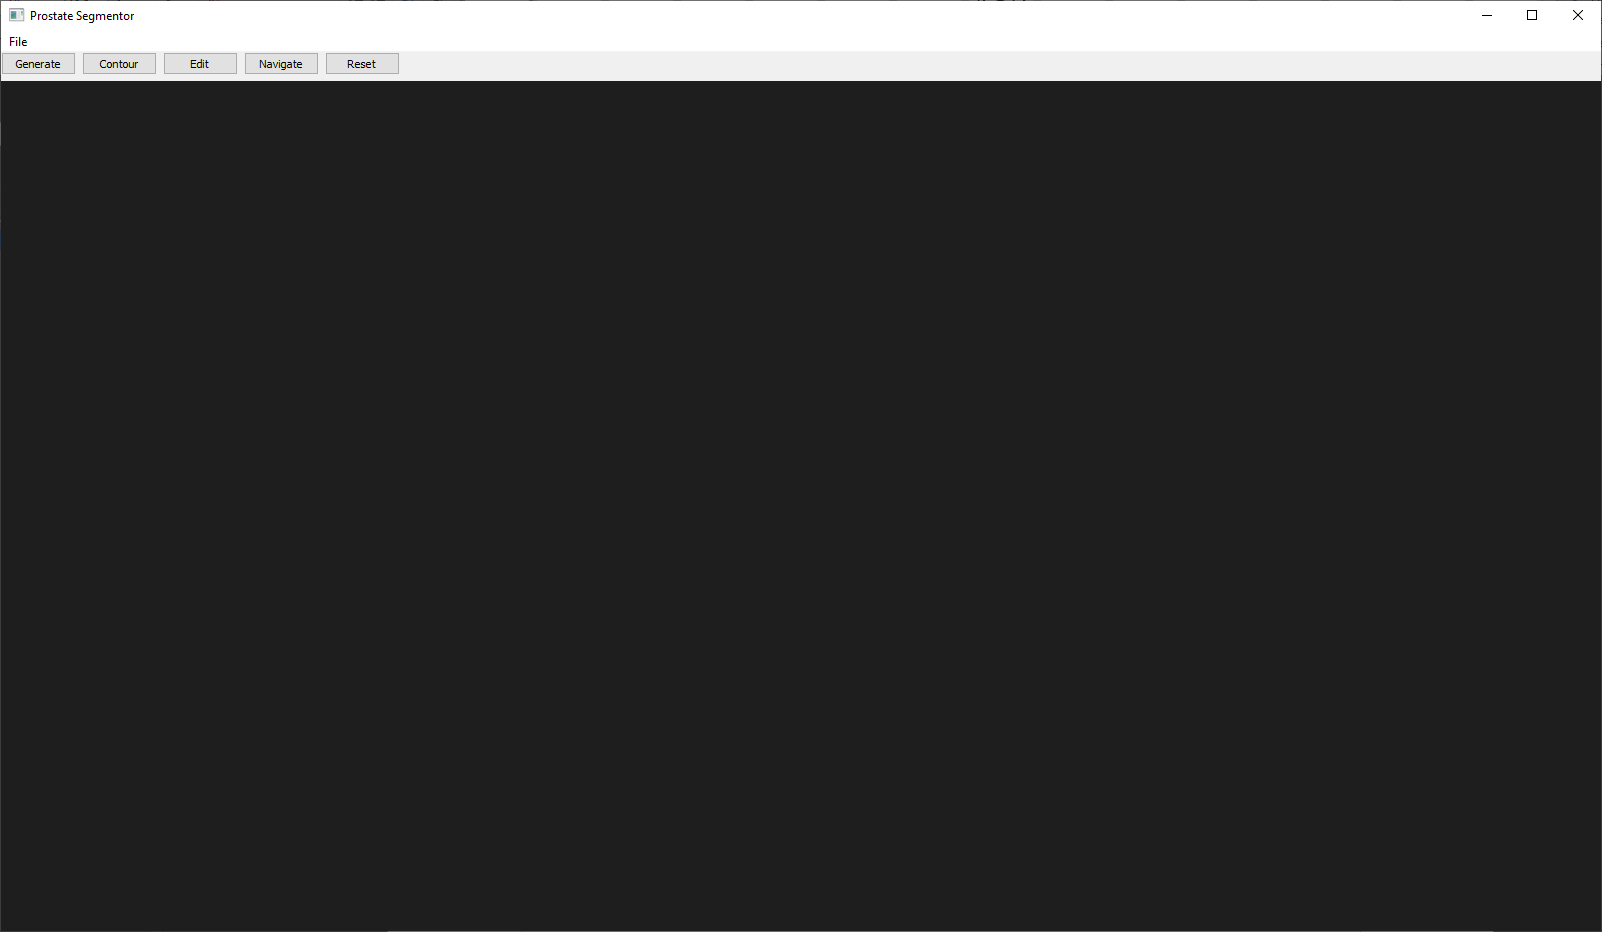 Prostate Segmentor
File
Generate Contour Edit Navigate Reset